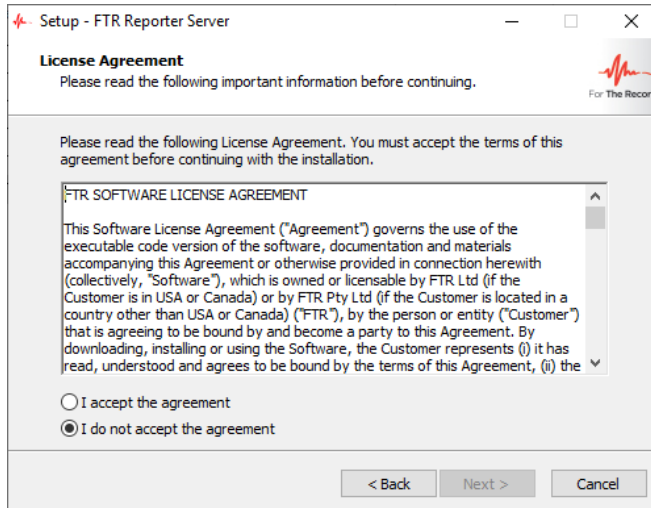 Setup - FTR Reporter Server
License Agreement
Please read the following important information before continuing.
For The Recor
Please read the following License Agreement. You must accept the terms of this
agreement before continuing with the installation.
FTR SOFTWARE LICENSE AGREEMENT
This Software License Agreement ("Agreement") governs the use of the
executable code version of the software, documentation and materials
accompanying this Agreement or otherwise provided in connection herewith
(collectively, "Software"), which is owned or licensable by FTR Ltd (if the
Customer is in USA or Canada) or by FTR Pty Ltd (if the Customer is located in a
country other than USA or Canada) ("FTR"), by the person or entity ("Customer")
that is agreeing to be bound by and become a party to this Agreement. By
downloading, installing or using the Software, the Customer represents (i) it has
read, understood and agrees to be bound by the terms of this Agreement, (ii) the
I accept the agreement
I do not accept the agreement
< Back
Next >
Cancel